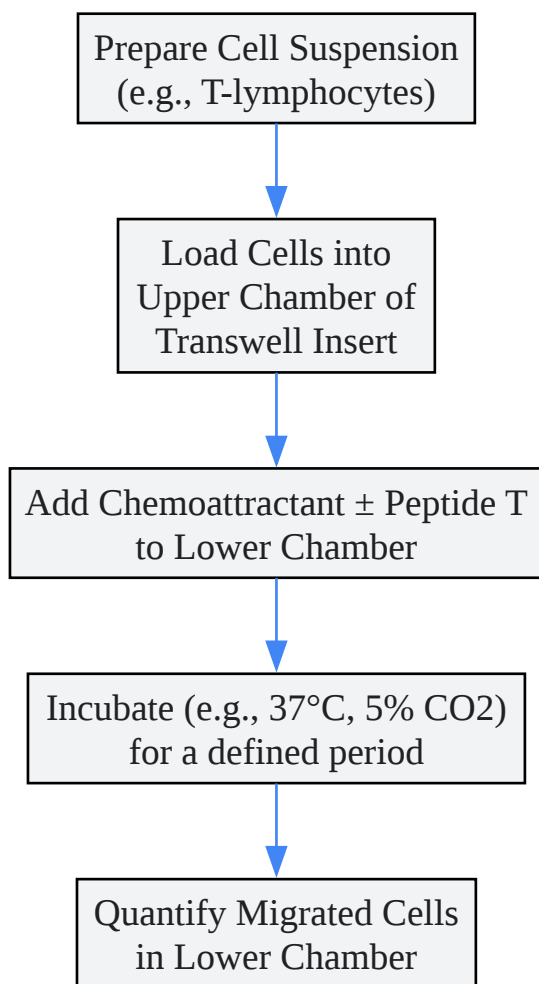 Prepare Cell Suspension
(e.g., T-lymphocytes)
Load Cells into
Upper Chamber of
Transwell Insert
Add Chemoattractant ± Peptide T
to Lower Chamber
Incubate (e.g., 37°C, 5% CO2)
for a defined period
Quantify Migrated Cells
in Lower Chamber